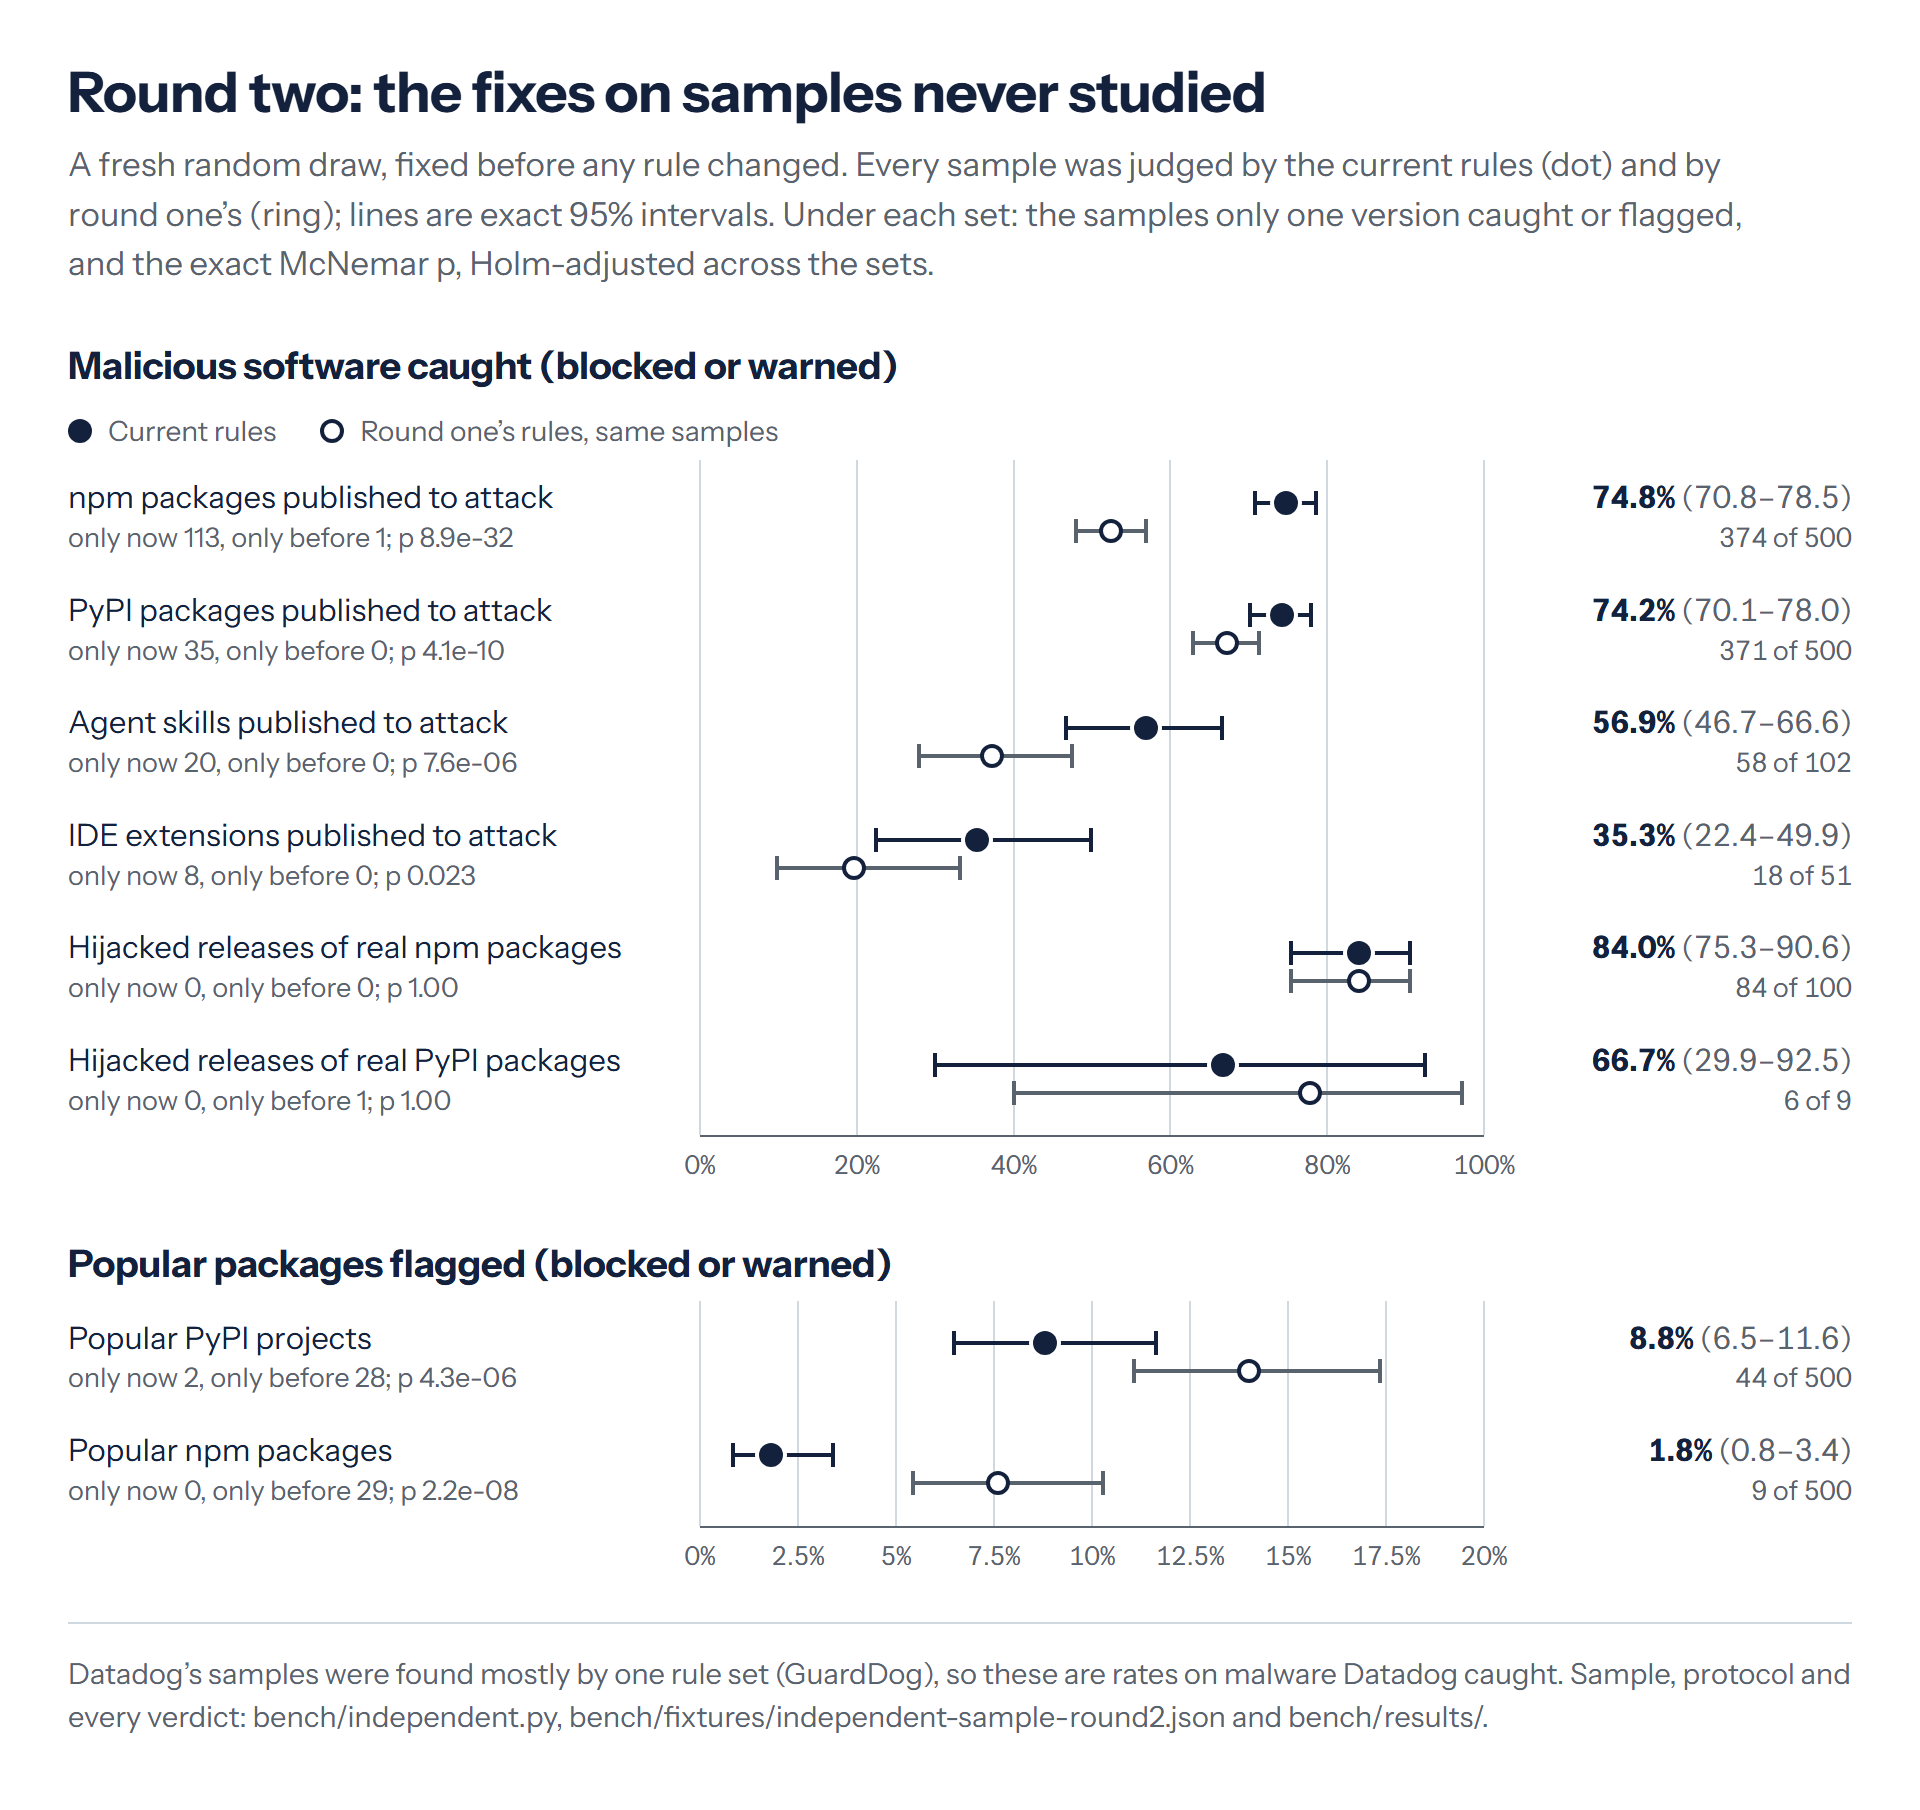 Round two: the fixes on samples never studied
A fresh random draw, fixed before any rule changed. Every sample was judged by the current rules (dot) and by
round one’s (ring); lines are exact 95% intervals. Under each set: the samples only one version caught or flagged,
and the exact McNemar p, Holm-adjusted across the sets.
Malicious software caught (blocked or warned)
Current rules
Round one’s rules, same samples
npm packages published to attack
74.8% (70.8–78.5)
only now 113, only before 1; p 8.9e-32
374 of 500
PyPI packages published to attack
74.2% (70.1–78.0)
only now 35, only before 0; p 4.1e-10
371 of 500
Agent skills published to attack
56.9% (46.7–66.6)
only now 20, only before 0; p 7.6e-06
58 of 102
IDE extensions published to attack
35.3% (22.4–49.9)
only now 8, only before 0; p 0.023
18 of 51
Hijacked releases of real npm packages
84.0% (75.3–90.6)
only now 0, only before 0; p 1.00
84 of 100
Hijacked releases of real PyPI packages
66.7% (29.9–92.5)
only now 0, only before 1; p 1.00
6 of 9
0% 20% 40% 60% 80% 100%
Popular packages flagged (blocked or warned)
Popular PyPI projects
8.8% (6.5–11.6)
only now 2, only before 28; p 4.3e-06
44 of 500
Popular npm packages
1.8% (0.8–3.4)
only now 0, only before 29; p 2.2e-08
9 of 500
0% 2.5% 5% 7.5% 10% 12.5% 15% 17.5% 20%
Datadog’s samples were found mostly by one rule set (GuardDog), so these are rates on malware Datadog caught. Sample, protocol and
every verdict: bench/independent.py, bench/fixtures/independent-sample-round2.json and bench/results/.